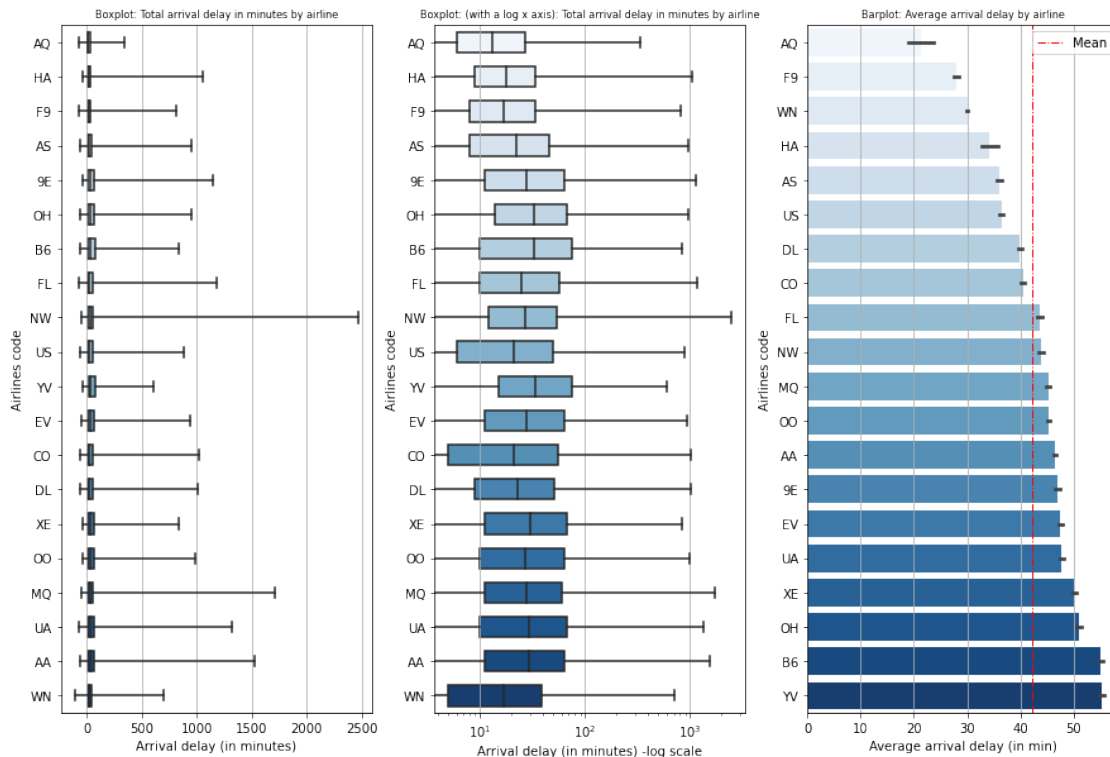 Boxplot: Total arrival delay in minutes by airline
Airlines code
AQ
HA
F9
AS
9E
OH
B6
FL
NW
US
YV
EV
CO
DL
XE
OO
MQ
UA
AA
WN
0 500 1000 1500 2000 2500
Arrival delay (in minutes)
Boxplot: (with a log x axis): Total arrival delay in minutes by airline
Airlines code
AQ
HA
F9
AS
9E
OH
B6
FL
NW
US
YV
EV
CO
DL
XE
OO
MQ
UA
AA
WN
10¹ 10² 10³
Arrival delay (in minutes) -log scale
Barplot: Average arrival delay by airline
Mean
Airlines code
AQ
F9
WN
HA
AS
US
DL
CO
FL
NW
MQ
OO
AA
9E
EV
UA
XE
OH
B6
YV
0 10 20 30 40 50
Average arrival delay (in min)